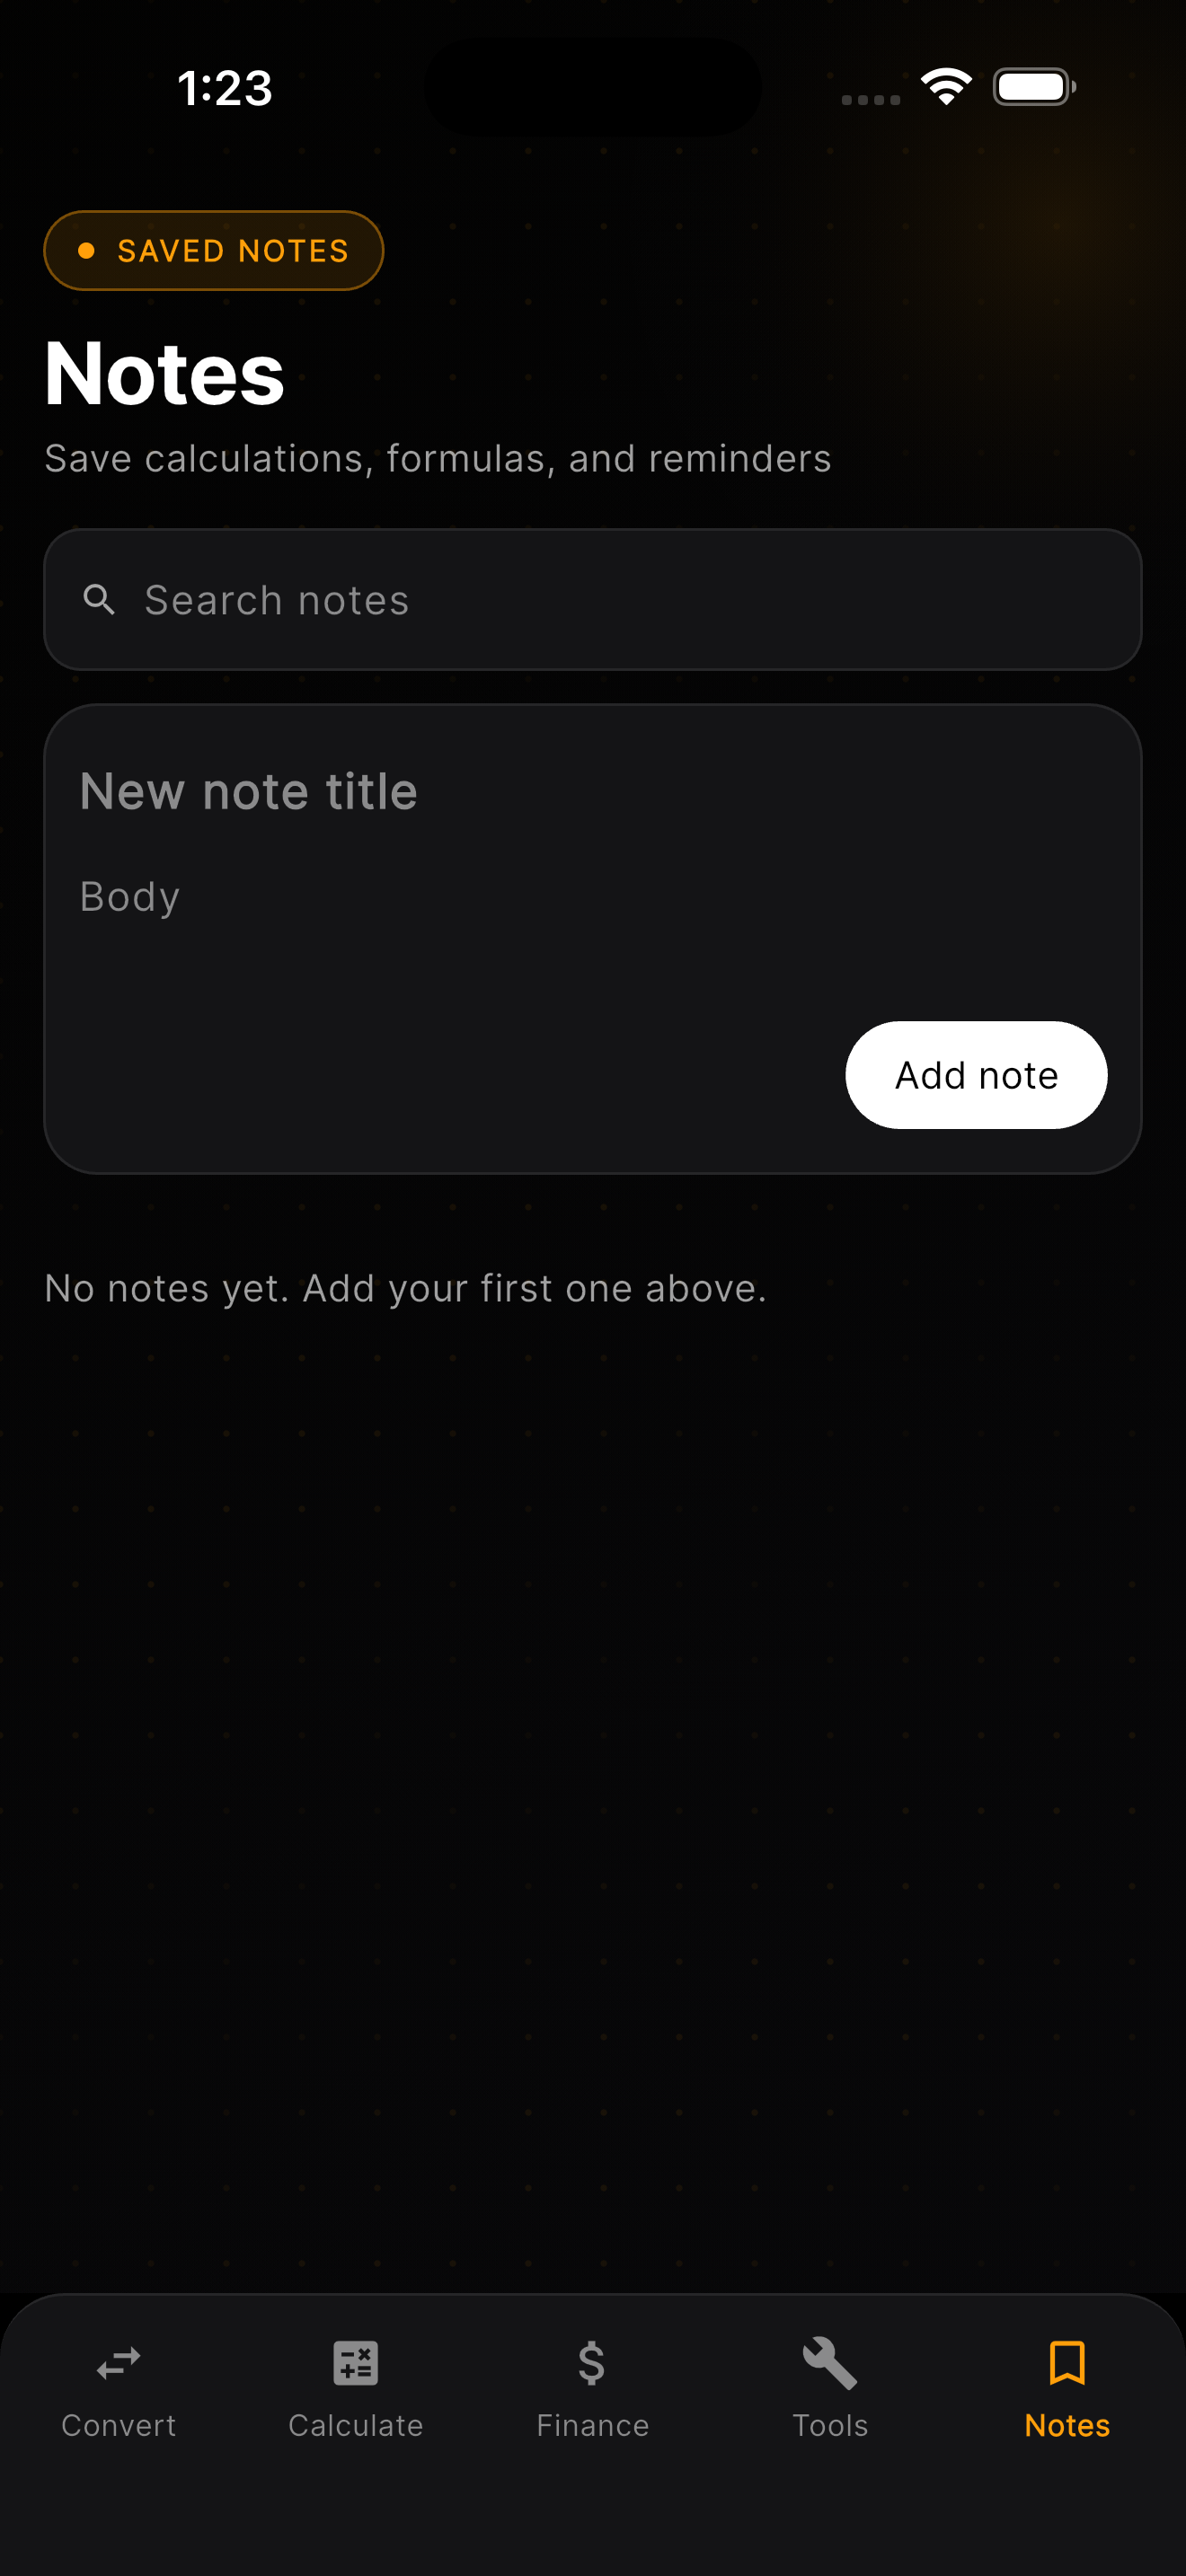 1:23
SAVED NOTES
Notes
Save calculations, formulas, and reminders
Search notes
New note title
Body
Add note
No notes yet. Add your first one above.
Convert
Calculate
Finance
Tools
Notes